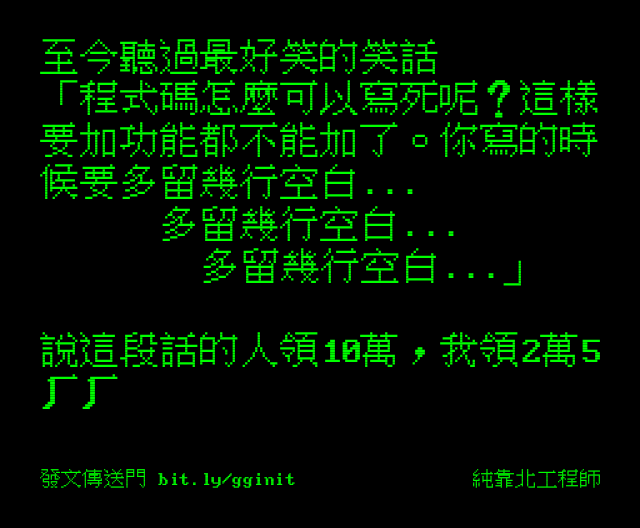 至今聽過最好笑的笑話
「程式碼怎麼可以寫死呢?這樣
要加功能都不能加了。你寫的時
候要多留幾行空白...
多留幾行空白...
多留幾行空白...」
說這段話的人領10萬,我領2萬5
ㄏㄏ
發文傳送門 bit.ly/gginit
純靠北工程師